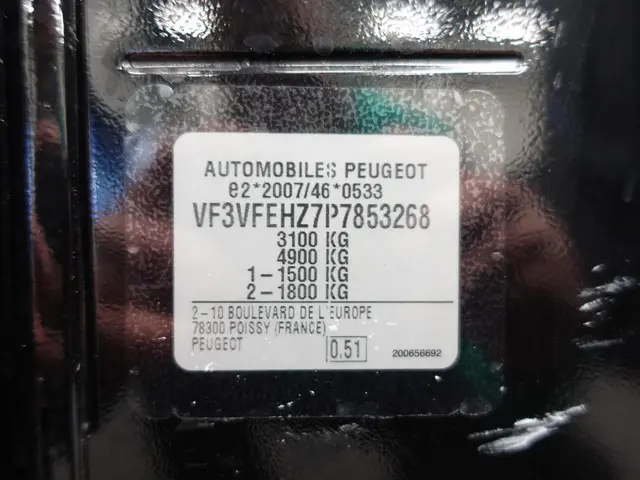 AUTOMOBILES PEUGEOT
e2*2007/46*0533
VF3VFEHZ7P7853268
3100 KG
4900 KG
1-1500 KG
2-1800 KG
2-10 BOULEVARD DE L'EUROPE
78300 POISSY (FRANCE)
PEUGEOT
0.51
200656692